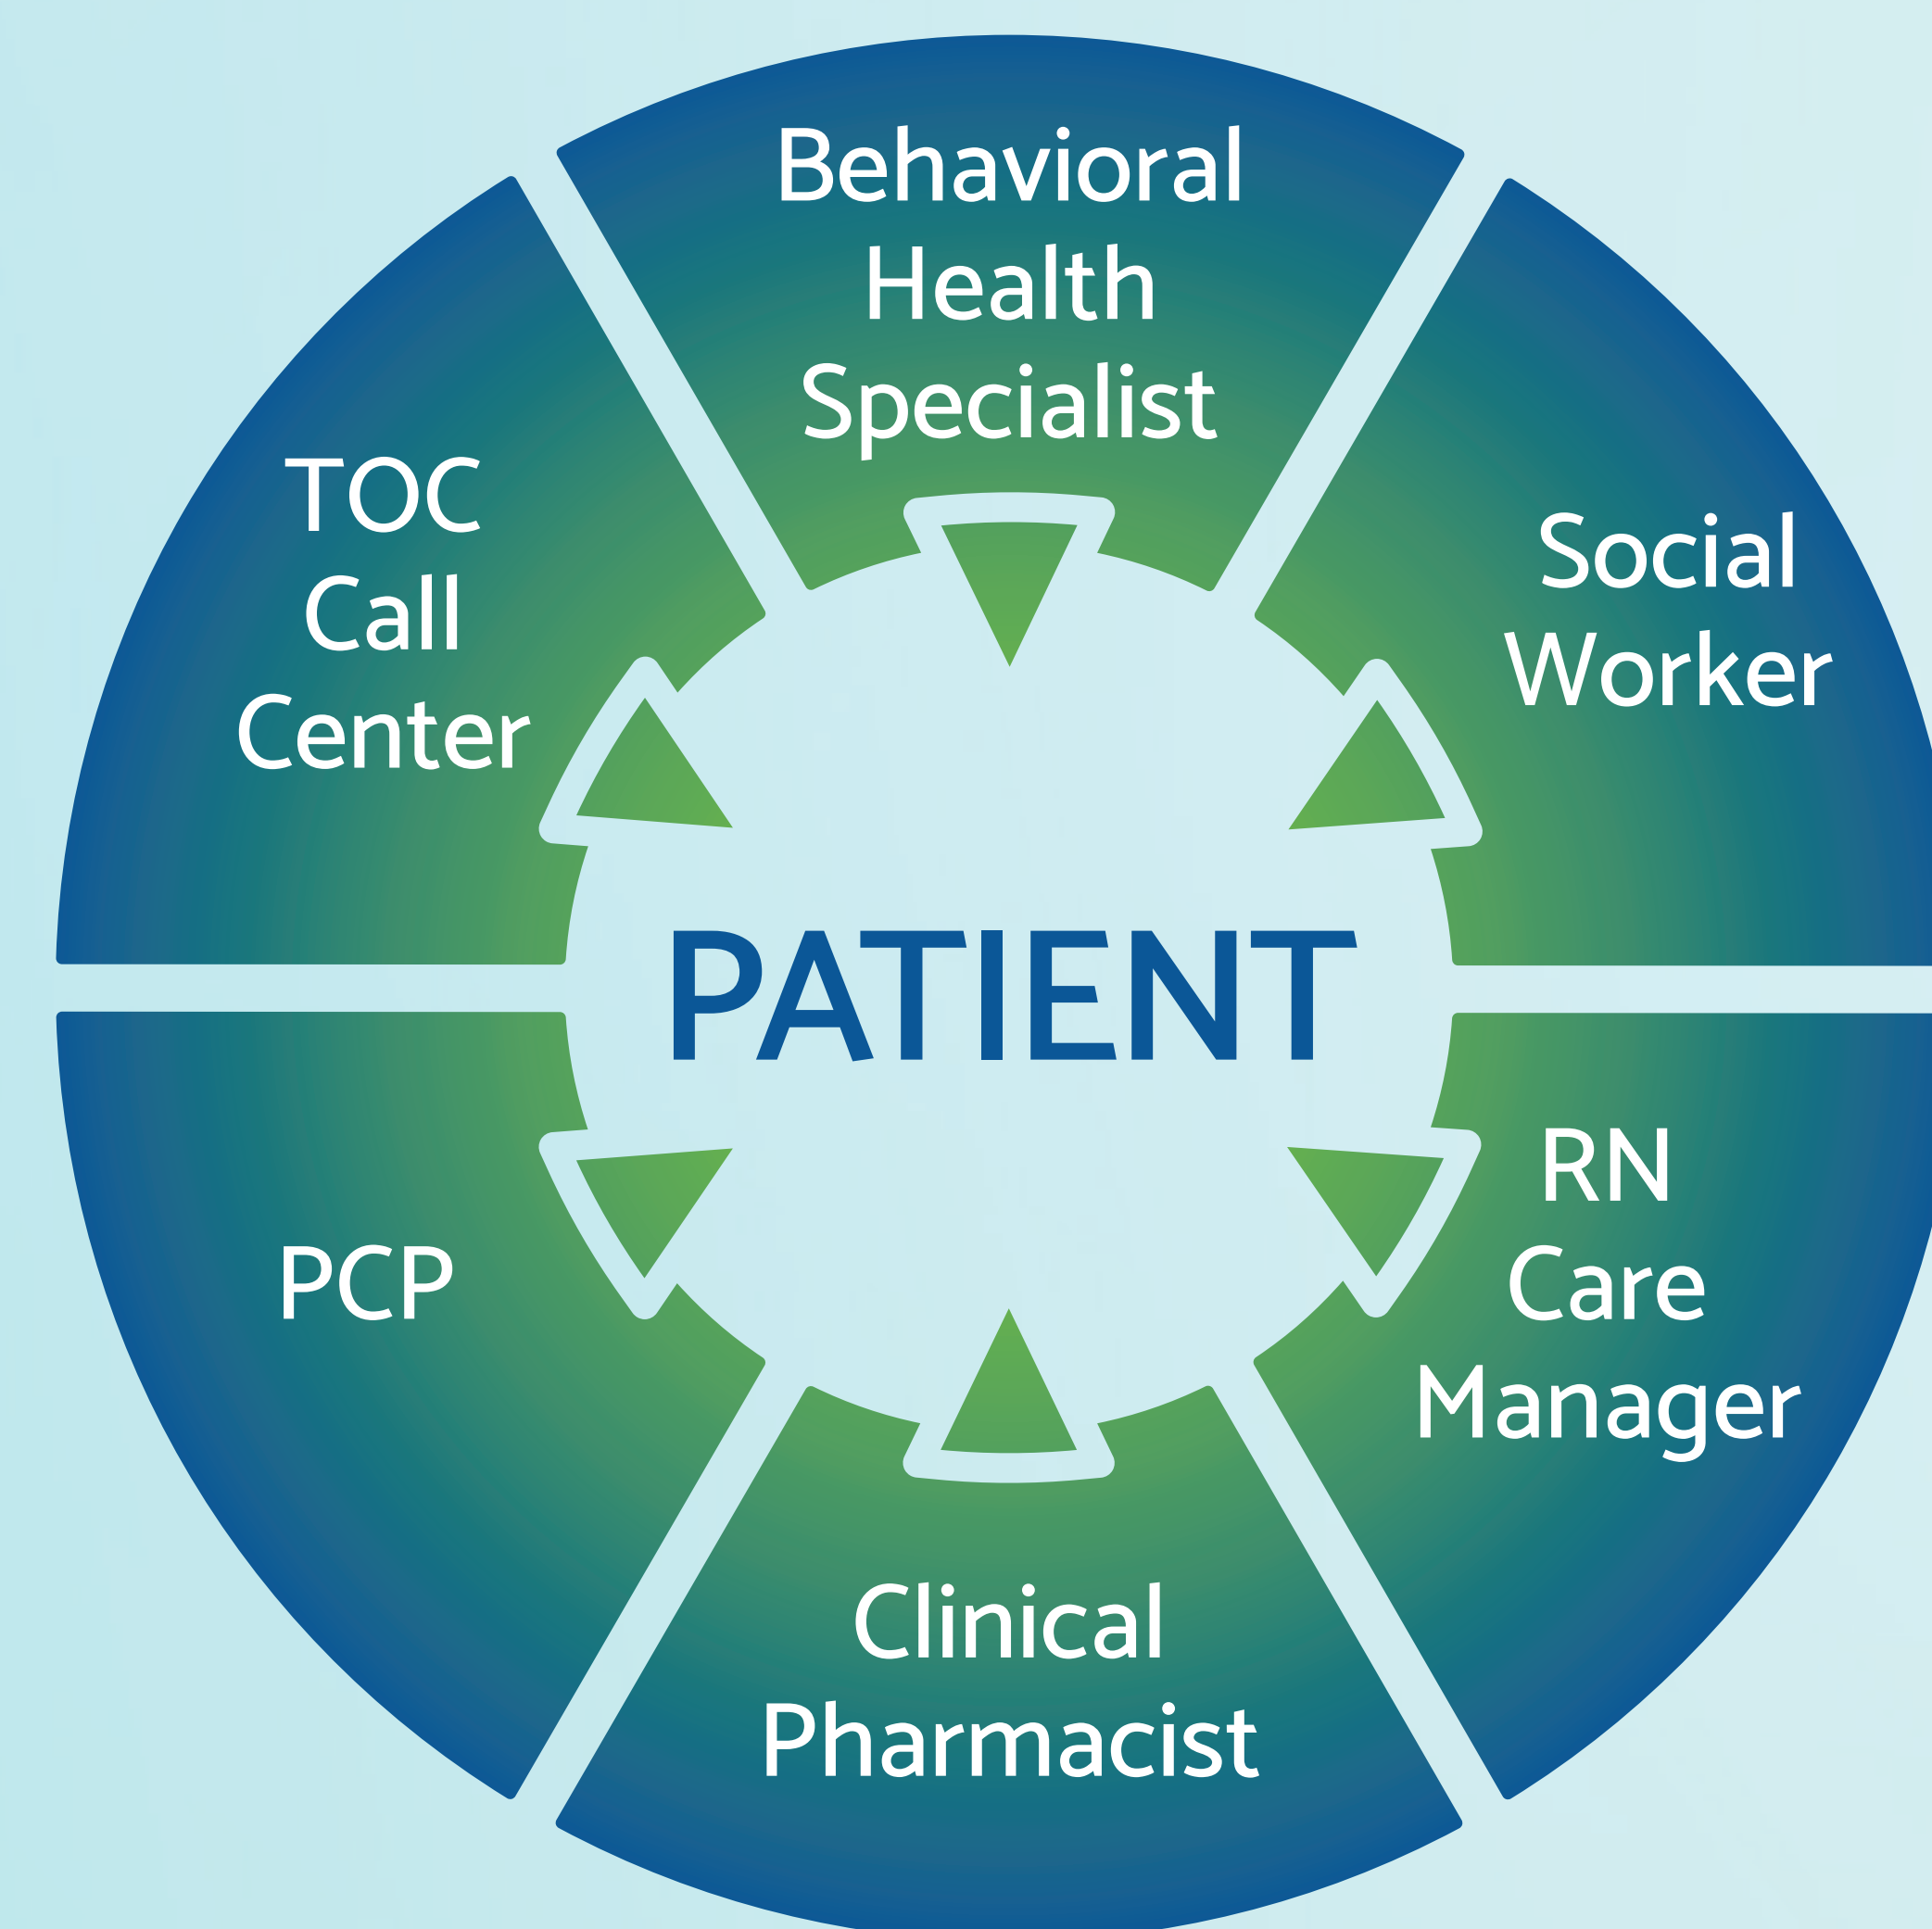 Behavioral
Health
Specialist
Social
Worker
RN
Care
Manager
Clinical
Pharmacist
PCP
TOC
Call
Center
PATIENT